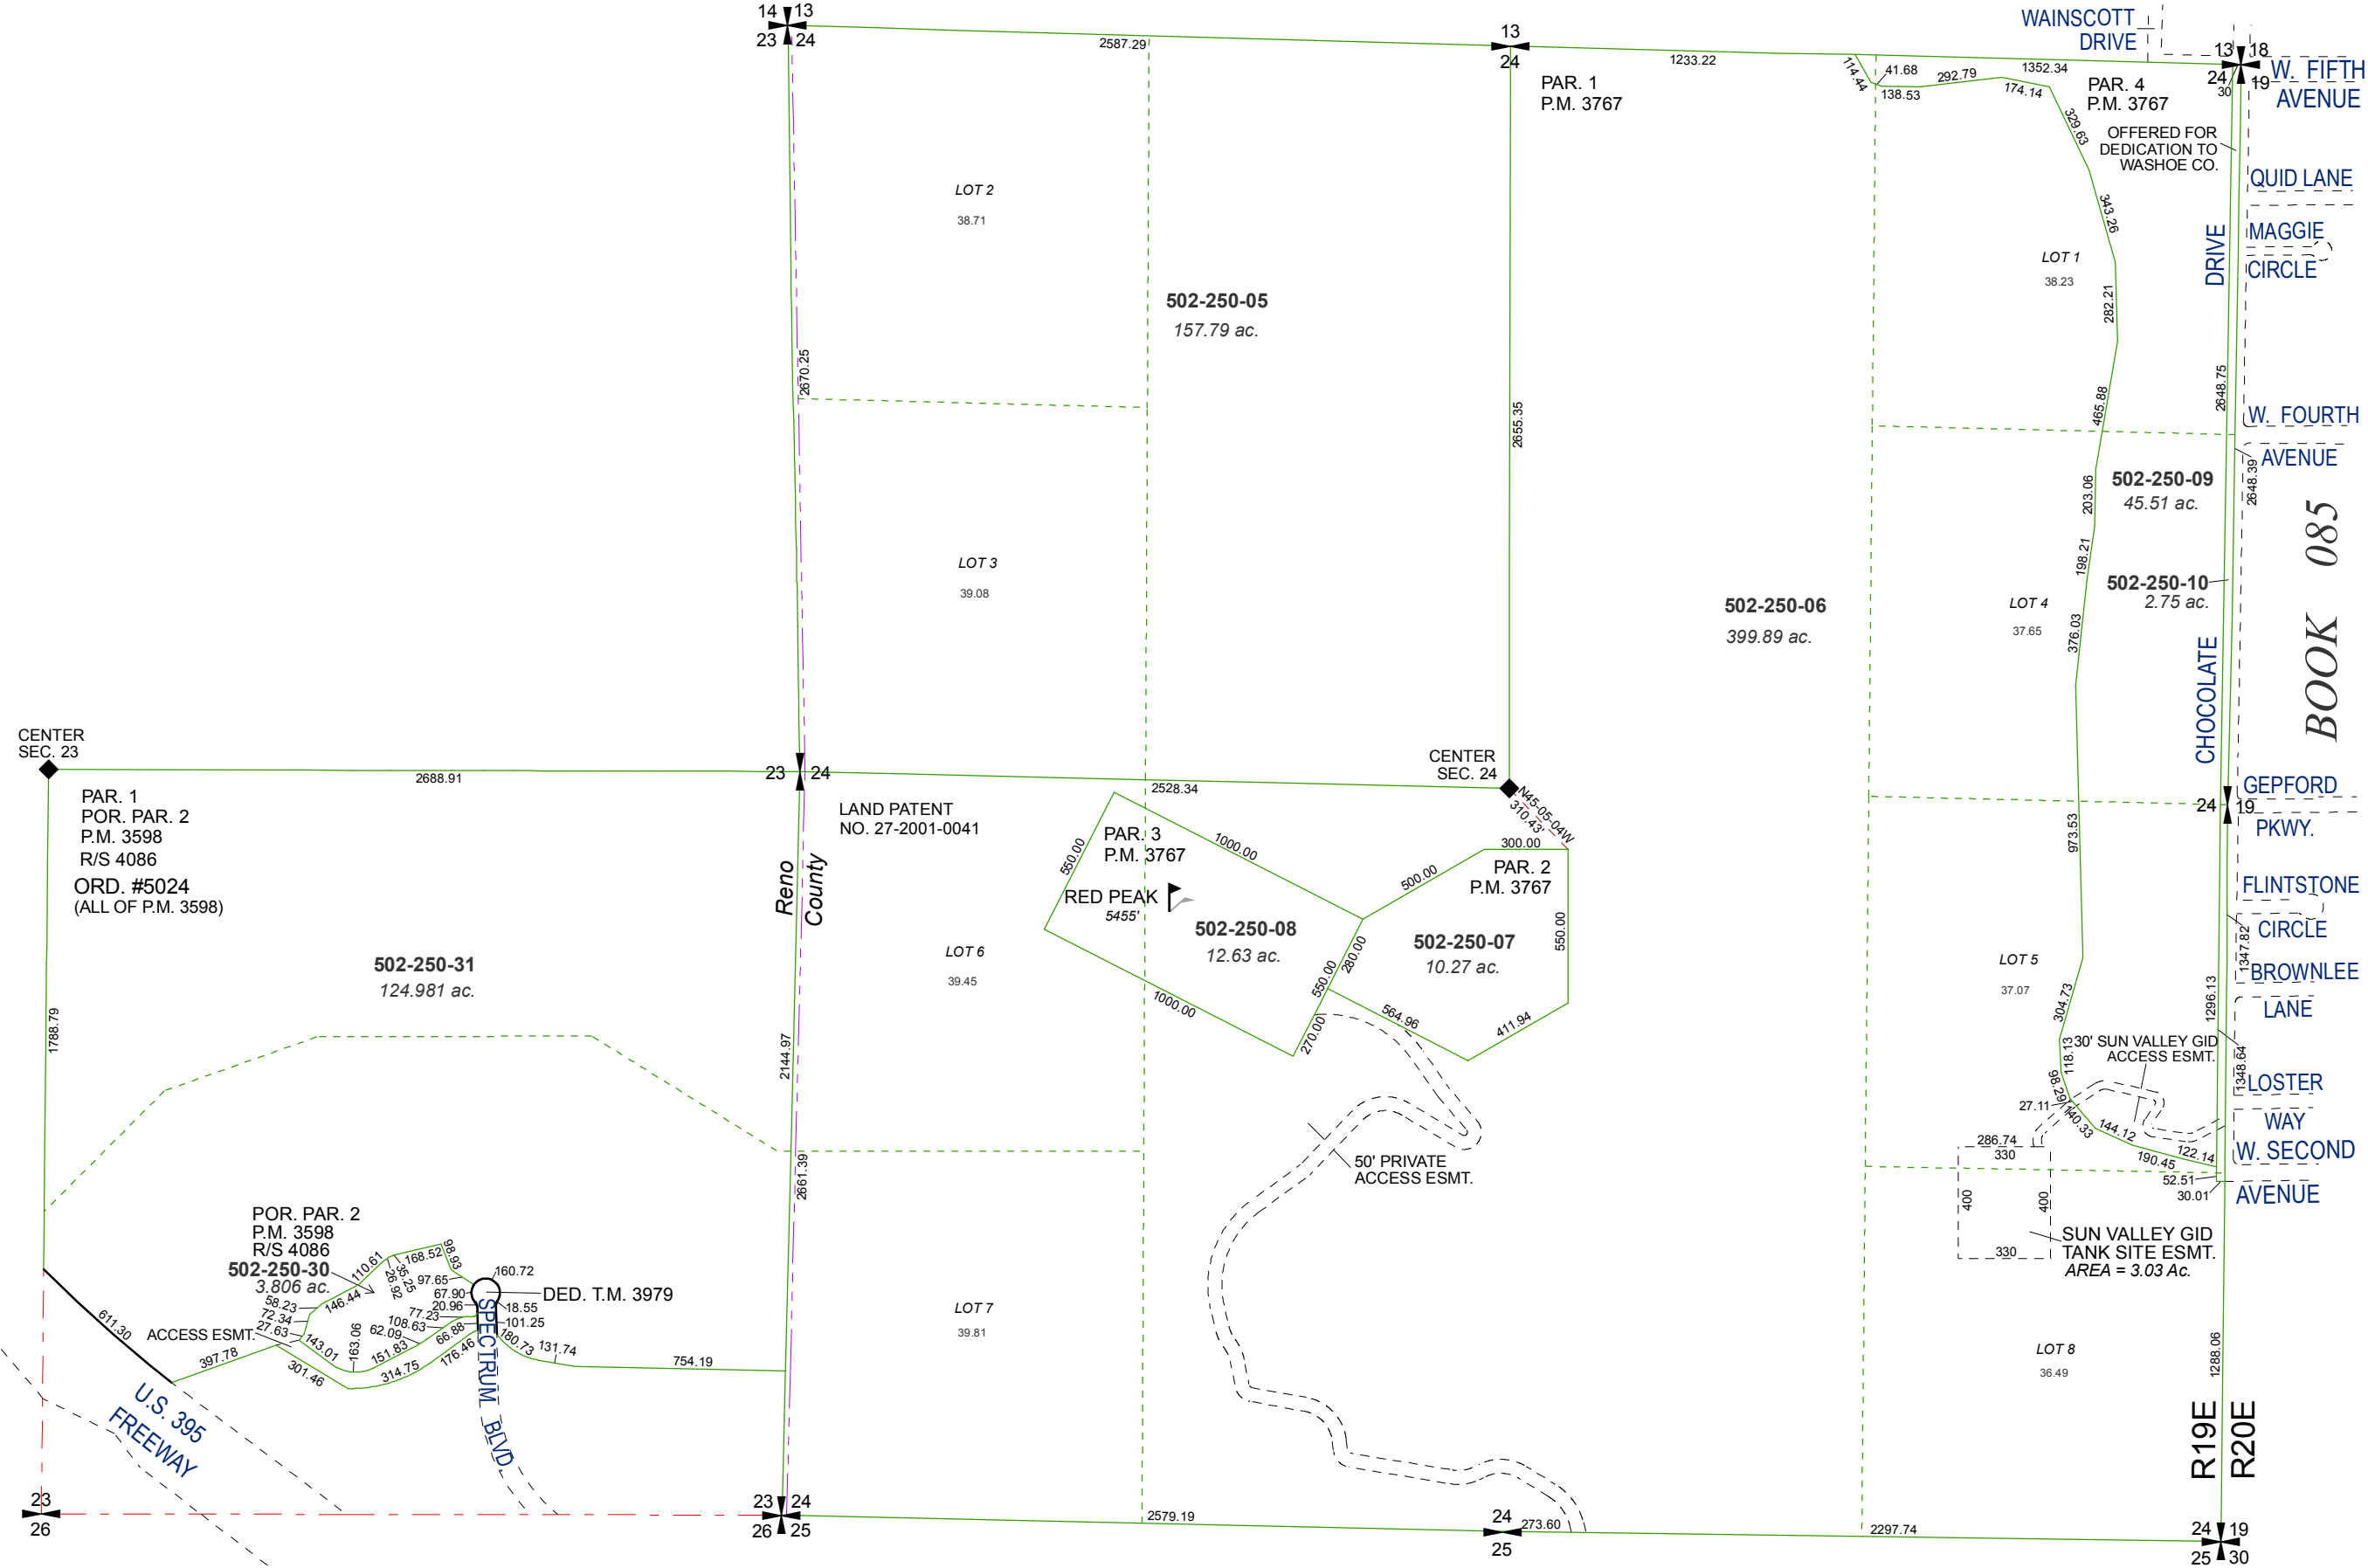 14 13
23 24
2587.29
13
24
1233.22
114.44
41.68
138.53
292.79
174.14
1352.34
WAINSCOTT
DRIVE
13 18
24 19
30
W. FIFTH
AVENUE
PAR. 1
P.M. 3767
PAR. 4
P.M. 3767
329.63
OFFERED FOR
DEDICATION TO
WASHOE CO.
QUID LANE
LOT 2
38.71
343.26
DRIVE
MAGGIE
CIRCLE
LOT 1
38.23
282.21
502-250-05
157.79 ac.
2670.25
2655.35
465.88
2648.75
W. FOURTH
AVENUE
2648.39
502-250-09
45.51 ac.
203.06
198.21
BOOK 085
LOT 3
39.08
502-250-10
2.75 ac.
502-250-06
399.89 ac.
LOT 4
37.65
376.03
CHOCOLATE
CENTER
SEC. 23
2688.91
23 24
CENTER
SEC. 24
2528.34
N45-05-04W
310.43'
GEPFORD
24 19
PKWY.
PAR. 1
POR. PAR. 2
P.M. 3598
R/S 4086
ORD. #5024
(ALL OF P.M. 3598)
LAND PATENT
NO. 27-2001-0041
Reno
County
PAR. 3
P.M. 3767
550.00
1000.00
RED PEAK
5455'
502-250-08
12.63 ac.
1000.00
500.00
300.00
PAR. 2
P.M. 3767
502-250-07
10.27 ac.
550.00
280.00
550.00
270.00
564.96
411.94
973.53
FLINTSTONE
CIRCLE
1347.82
BROWNLEE
LANE
LOT 6
39.45
LOT 5
37.07
502-250-31
124.981 ac.
1788.79
2144.97
304.73
1296.13
118.13
30' SUN VALLEY GID
ACCESS ESMT.
1348.64
LOSTER
WAY
98.29
27.11
140.33
144.12
122.14
190.45
W. SECOND
AVENUE
52.51
30.01
286.74
330
400
400
330
SUN VALLEY GID
TANK SITE ESMT.
AREA = 3.03 Ac.
50' PRIVATE
ACCESS ESMT.
2661.39
POR. PAR. 2
P.M. 3598
R/S 4086
502-250-30
3.806 ac.
110.61
168.52
98.93
35.25
26.92
146.44
97.65
160.72
67.90
20.96
18.55
DED. T.M. 3979
58.23
72.34
27.63
77.23
108.63
101.25
62.09
66.88
ACCESS ESMT.
143.01
163.06
151.83
176.46
180.73
131.74
754.19
611.30
397.78
301.46
314.75
SPECTRUM BLVD.
U.S. 395
FREEWAY
LOT 7
39.81
LOT 8
36.49
1288.06
R19E
R20E
23
26
23 24
26 25
2579.19
24
25
273.60
2297.74
24 19
25 30